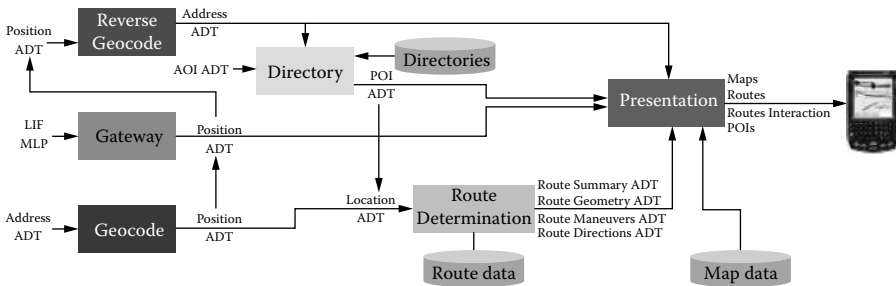 Position
ADT
Reverse
Geocode
Address
ADT
AOI ADT
Directory
Directories
POI
ADT
Presentation
Maps
Routes
Routes Interaction
POIs
LIF
MLP
Gateway
Position
ADT
Address
ADT
Geocode
Position
ADT
Location
ADT
Route
Determination
Route Summary ADT
Route Geometry ADT
Route Maneuvers ADT
Route Directions ADT
Route data
Map data